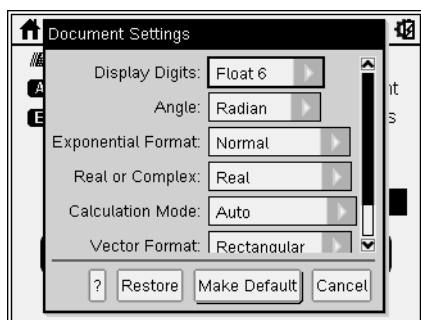 Document Settings
Display Digits: Float 6
Angle: Radian
Exponential Format: Normal
Real or Complex: Real
Calculation Mode: Auto
Vector Format: Rectangular
? Restore Make Default Cancel